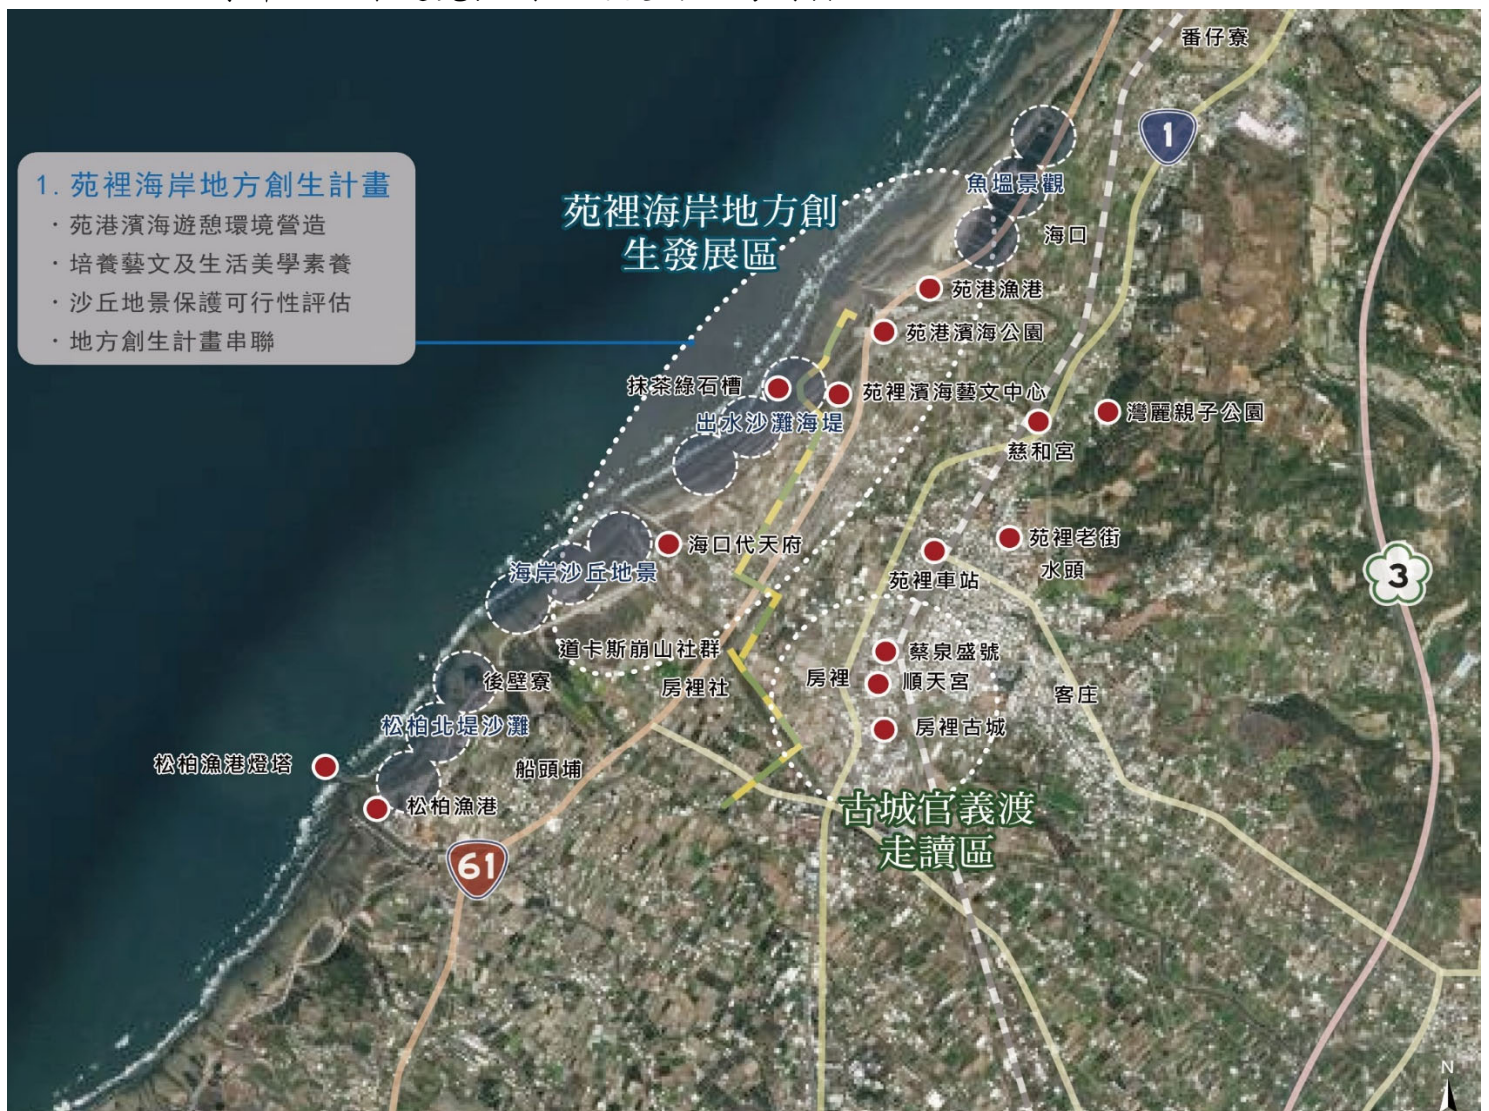 番仔寮
1
1. 苑裡海岸地方創生計畫
・苑港濱海遊憩環境營造
・培養藝文及生活美學素養
・沙丘地景保護可行性評估
・地方創生計畫串聯
苑裡海岸地方創
生發展區
魚塭景觀
海口
苑港漁港
苑港濱海公園
抹茶綠石槽
苑裡濱海藝文中心
出水沙灘海堤
灣麗親子公園
慈和宮
海口代天府
苑裡老街
水頭
苑裡車站
海岸沙丘地景
3
道卡斯崩山社群
房裡社
蔡泉盛號
房裡
順天宮
客庄
後壁寮
松柏北堤沙灘
房裡古城
松柏漁港燈塔
船頭埔
松柏漁港
古城官義渡
走讀區
61
N